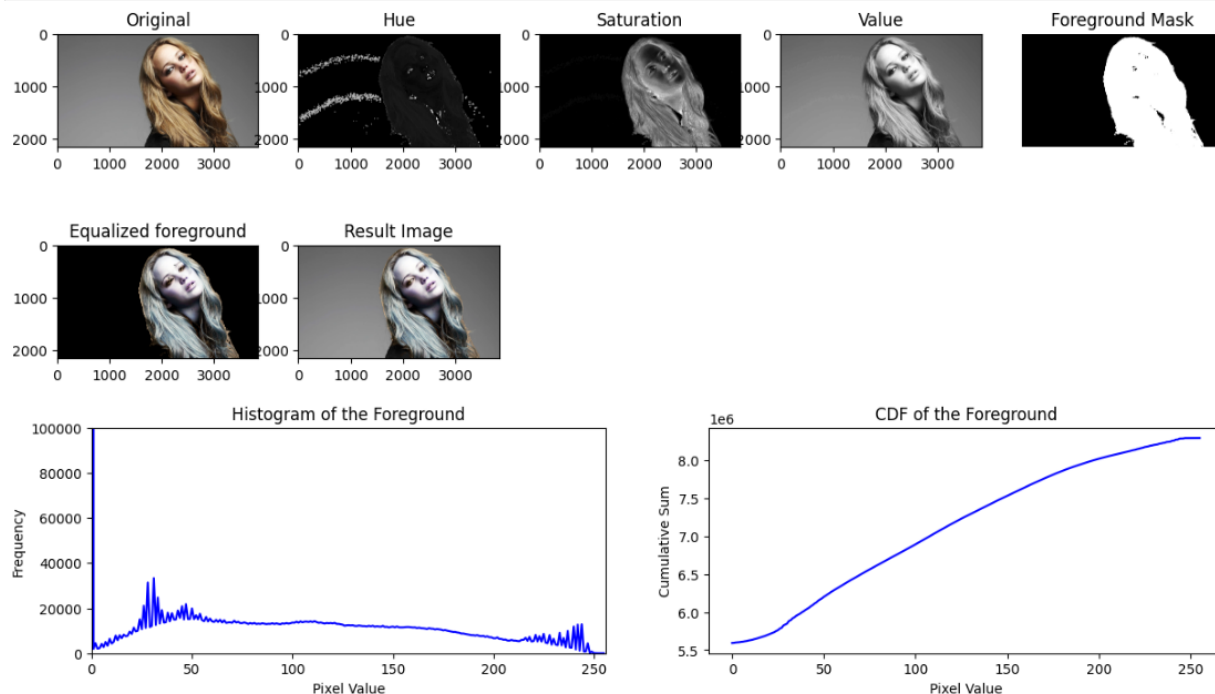 Original Hue Saturation Value Foreground Mask
0 0 0 0
1000 1000 1000 1000
2000 2000 2000 2000
0 1000 2000 3000 0 1000 2000 3000 0 1000 2000 3000 0 1000 2000 3000
Equalized foreground Result Image
0 0
1000 1000
2000 2000
0 1000 2000 3000 0 1000 2000 3000
Histogram of the Foreground
100000
80000
60000
40000
20000
0
Frequency
0 50 100 150 200 250
Pixel Value
CDF of the Foreground
1e6
8.0
7.5
7.0
6.5
6.0
5.5
Cumulative Sum
0 50 100 150 200 250
Pixel Value